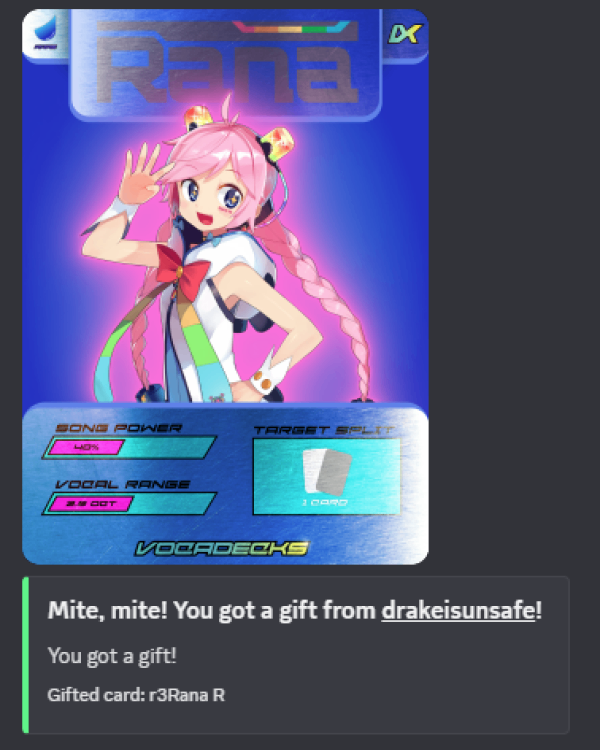 Rana
DX
SONG POWER
40%
TARGET SPLIT
VOCAL RANGE
3.5 OCT
1 CARD
VOCADECKS
Mite, mite! You got a gift from drakeisunsafe!
You got a gift!
Gifted card: r3Rana R